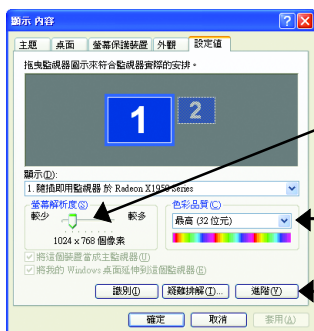 顯示 內容
主題 桌面 螢幕保護裝置 外觀 設定值
拖曳監視器圖示來符合監視器實際的安排。
1 2
顯示(D):
1. 隨插即用監視器 於 Radeon X1950 Series
螢幕解析度(S)
較少 較多
1024 x 768 個像素
色彩品質(C)
最高 (32 位元)
將這個裝置當成主監視器(U)
將我的 Windows 桌面延伸到這個監視器(E)
識別(I) 疑難排解(T)... 進階(V)
確定 取消 套用(A)